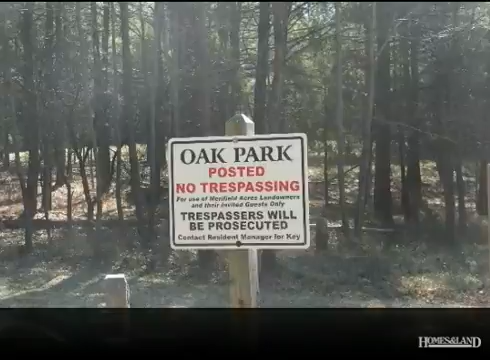 OAK PARK
POSTED
NO TRESPASSING
For use of Merifield Acres Landowners
and their Invited Guests Only
TRESPASSERS WILL
BE PROSECUTED
Contact Resident Manager for Key
HOMES&LAND